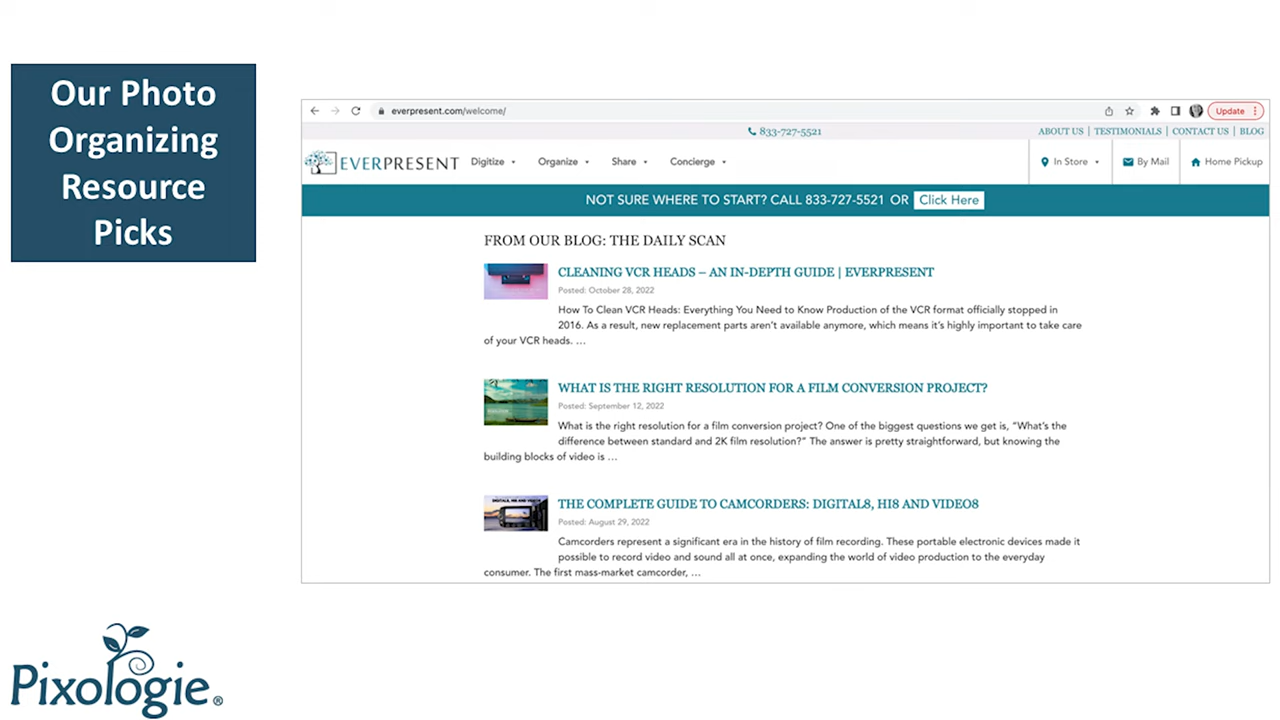 Our Photo
Organizing
Resource
Picks
everpresent.com/welcome/
Update
833-727-5521
ABOUT US | TESTIMONIALS | CONTACT US | BLOG
EVERPRESENT
Digitize
Organize
Share
Concierge
In Store
By Mail
Home Pickup
NOT SURE WHERE TO START? CALL 833-727-5521 OR Click Here
FROM OUR BLOG: THE DAILY SCAN
CLEANING VCR HEADS – AN IN-DEPTH GUIDE | EVERPRESENT
Posted: October 28, 2022
How To Clean VCR Heads: Everything You Need to Know Production of the VCR format officially stopped in
2016. As a result, new replacement parts aren't available anymore, which means it's highly important to take care
of your VCR heads. …
WHAT IS THE RIGHT RESOLUTION FOR A FILM CONVERSION PROJECT?
Posted: September 12, 2022
What is the right resolution for a film conversion project? One of the biggest questions we get is, “What's the
difference between standard and 2K film resolution?” The answer is pretty straightforward, but knowing the
building blocks of video is …
THE COMPLETE GUIDE TO CAMCORDERS: DIGITAL8, HI8 AND VIDEO8
Posted: August 29, 2022
Camcorders represent a significant era in the history of film recording. These portable electronic devices made it
possible to record video and sound all at once, expanding the world of video production to the everyday
consumer. The first mass-market camcorder, …
Pixologie®